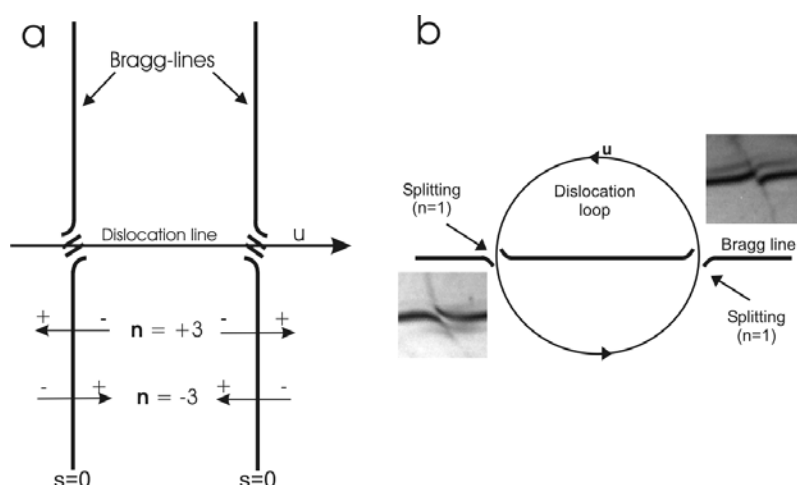 a
Bragg-lines
Dislocation line
u
+ - n = +3 - +
- + n = -3 + -
s=0 s=0
b
u
Splitting
(n=1)
Dislocation
loop
Bragg line
Splitting
(n=1)